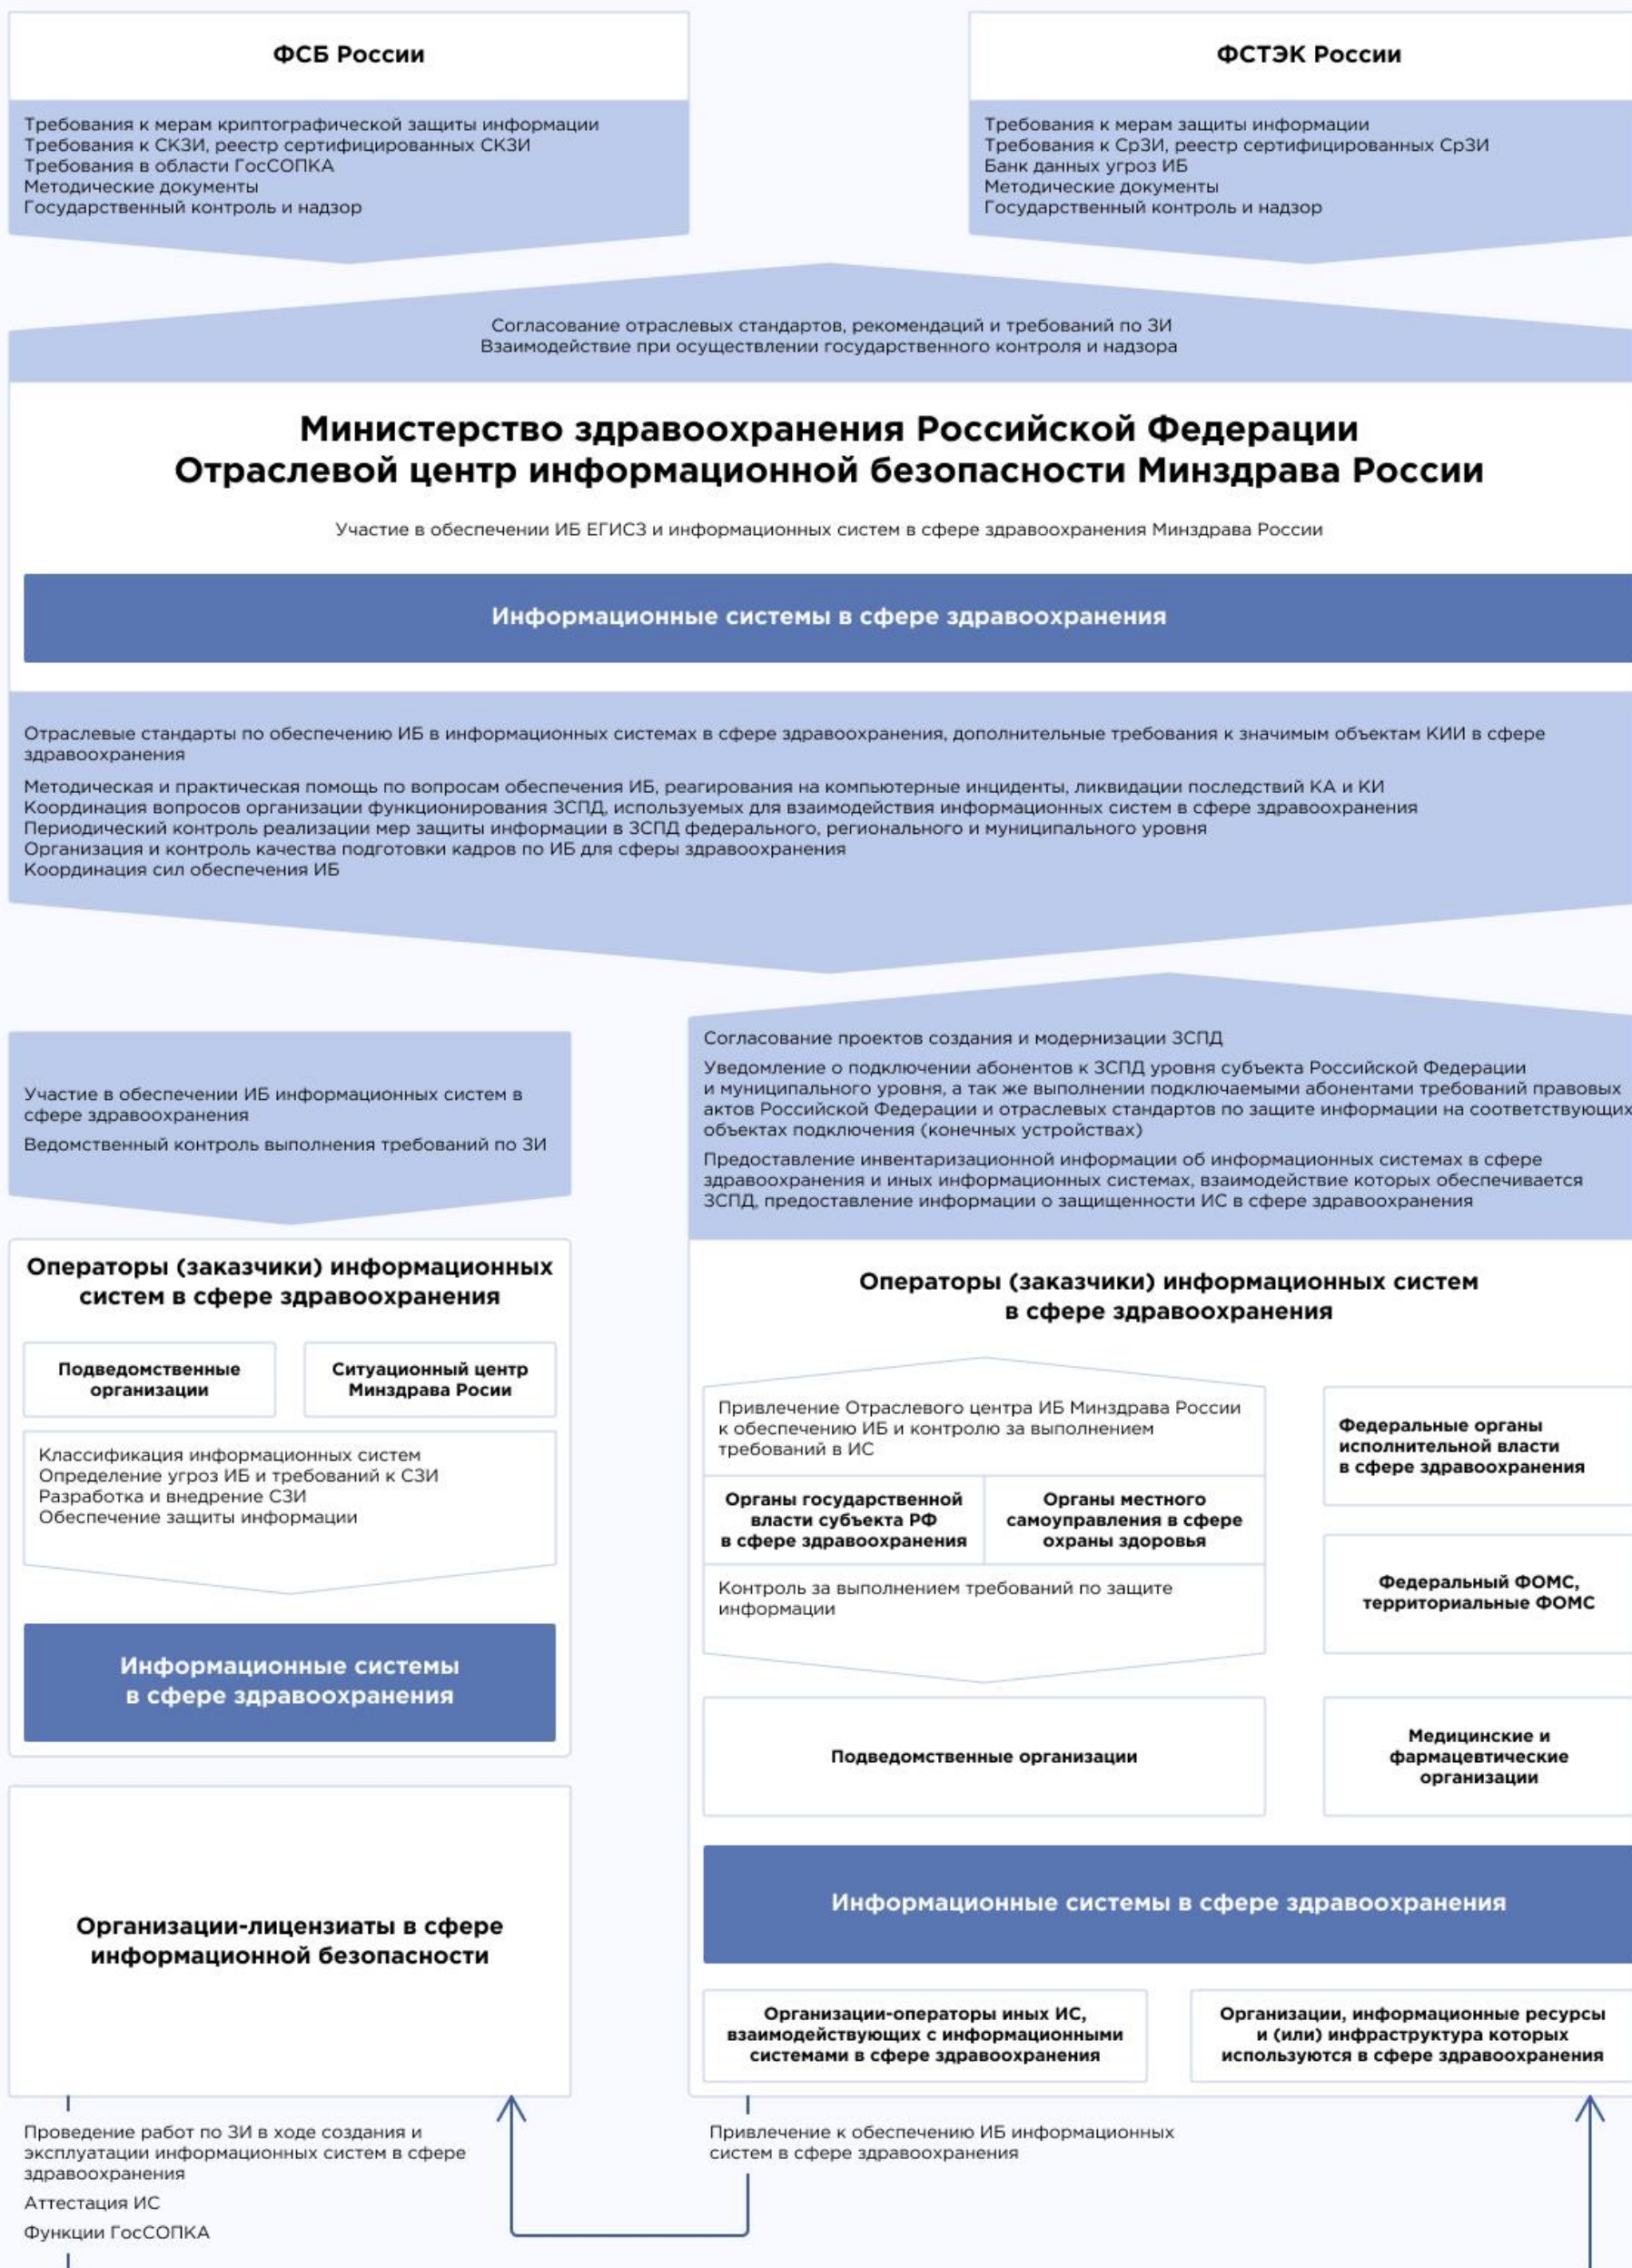 ФСБ России
Требования к мерам криптографической защиты информации
Требования к СКЗИ, реестр сертифицированных СКЗИ
Требования в области ГосСОПКА
Методические документы
Государственный контроль и надзор
ФСТЭК России
Требования к мерам защиты информации
Требования к СрЗИ, реестр сертифицированных СрЗИ
Банк данных угроз ИБ
Методические документы
Государственный контроль и надзор
Согласование отраслевых стандартов, рекомендаций и требований по ЗИ
Взаимодействие при осуществлении государственного контроля и надзора
Министерство здравоохранения Российской Федерации
Отраслевой центр информационной безопасности Минздрава России
Участие в обеспечении ИБ ЕГИСЗ и информационных систем в сфере здравоохранения Минздрава России
Информационные системы в сфере здравоохранения
Отраслевые стандарты по обеспечению ИБ в информационных системах в сфере здравоохранения, дополнительные требования к значимым объектам КИИ в сфере
здравоохранения
Методическая и практическая помощь по вопросам обеспечения ИБ, реагирования на компьютерные инциденты, ликвидации последствий КА и КИ
Координация вопросов организации функционирования ЗСПД, используемых для взаимодействия информационных систем в сфере здравоохранения
Периодический контроль реализации мер защиты информации в ЗСПД федерального, регионального и муниципального уровня
Организация и контроль качества подготовки кадров по ИБ для сферы здравоохранения
Координация сил обеспечения ИБ
Участие в обеспечении ИБ информационных систем в
сфере здравоохранения
Ведомственный контроль выполнения требований по ЗИ
Операторы (заказчики) информационных
систем в сфере здравоохранения
Подведомственные
организации
Ситуационный центр
Минздрава Росии
Классификация информационных систем
Определение угроз ИБ и требований к СЗИ
Разработка и внедрение СЗИ
Обеспечение защиты информации
Информационные системы
в сфере здравоохранения
Организации-лицензиаты в сфере
информационной безопасности
Проведение работ по ЗИ в ходе создания и
эксплуатации информационных систем в сфере
здравоохранения
Аттестация ИС
Функции ГосСОПКА
Согласование проектов создания и модернизации ЗСПД
Уведомление о подключении абонентов к ЗСПД уровня субъекта Российской Федерации
и муниципального уровня, а так же выполнении подключаемыми абонентами требований правовых
актов Российской Федерации и отраслевых стандартов по защите информации на соответствующих
объектах подключения (конечных устройствах)
Предоставление инвентаризационной информации об информационных системах в сфере
здравоохранения и иных информационных системах, взаимодействие которых обеспечивается
ЗСПД, предоставление информации о защищенности ИС в сфере здравоохранения
Операторы (заказчики) информационных систем
в сфере здравоохранения
Привлечение Отраслевого центра ИБ Минздрава России
к обеспечению ИБ и контролю за выполнением
требований в ИС
Органы государственной
власти субъекта РФ
в сфере здравоохранения
Органы местного
самоуправления в сфере
охраны здоровья
Контроль за выполнением требований по защите
информации
Подведомственные организации
Федеральные органы
исполнительной власти
в сфере здравоохранения
Федеральный ФОМС,
территориальные ФОМС
Медицинские и
фармацевтические
организации
Информационные системы в сфере здравоохранения
Организации-операторы иных ИС,
взаимодействующих с информационными
системами в сфере здравоохранения
Организации, информационные ресурсы
и (или) инфраструктура которых
используются в сфере здравоохранения
Привлечение к обеспечению ИБ информационных
систем в сфере здравоохранения